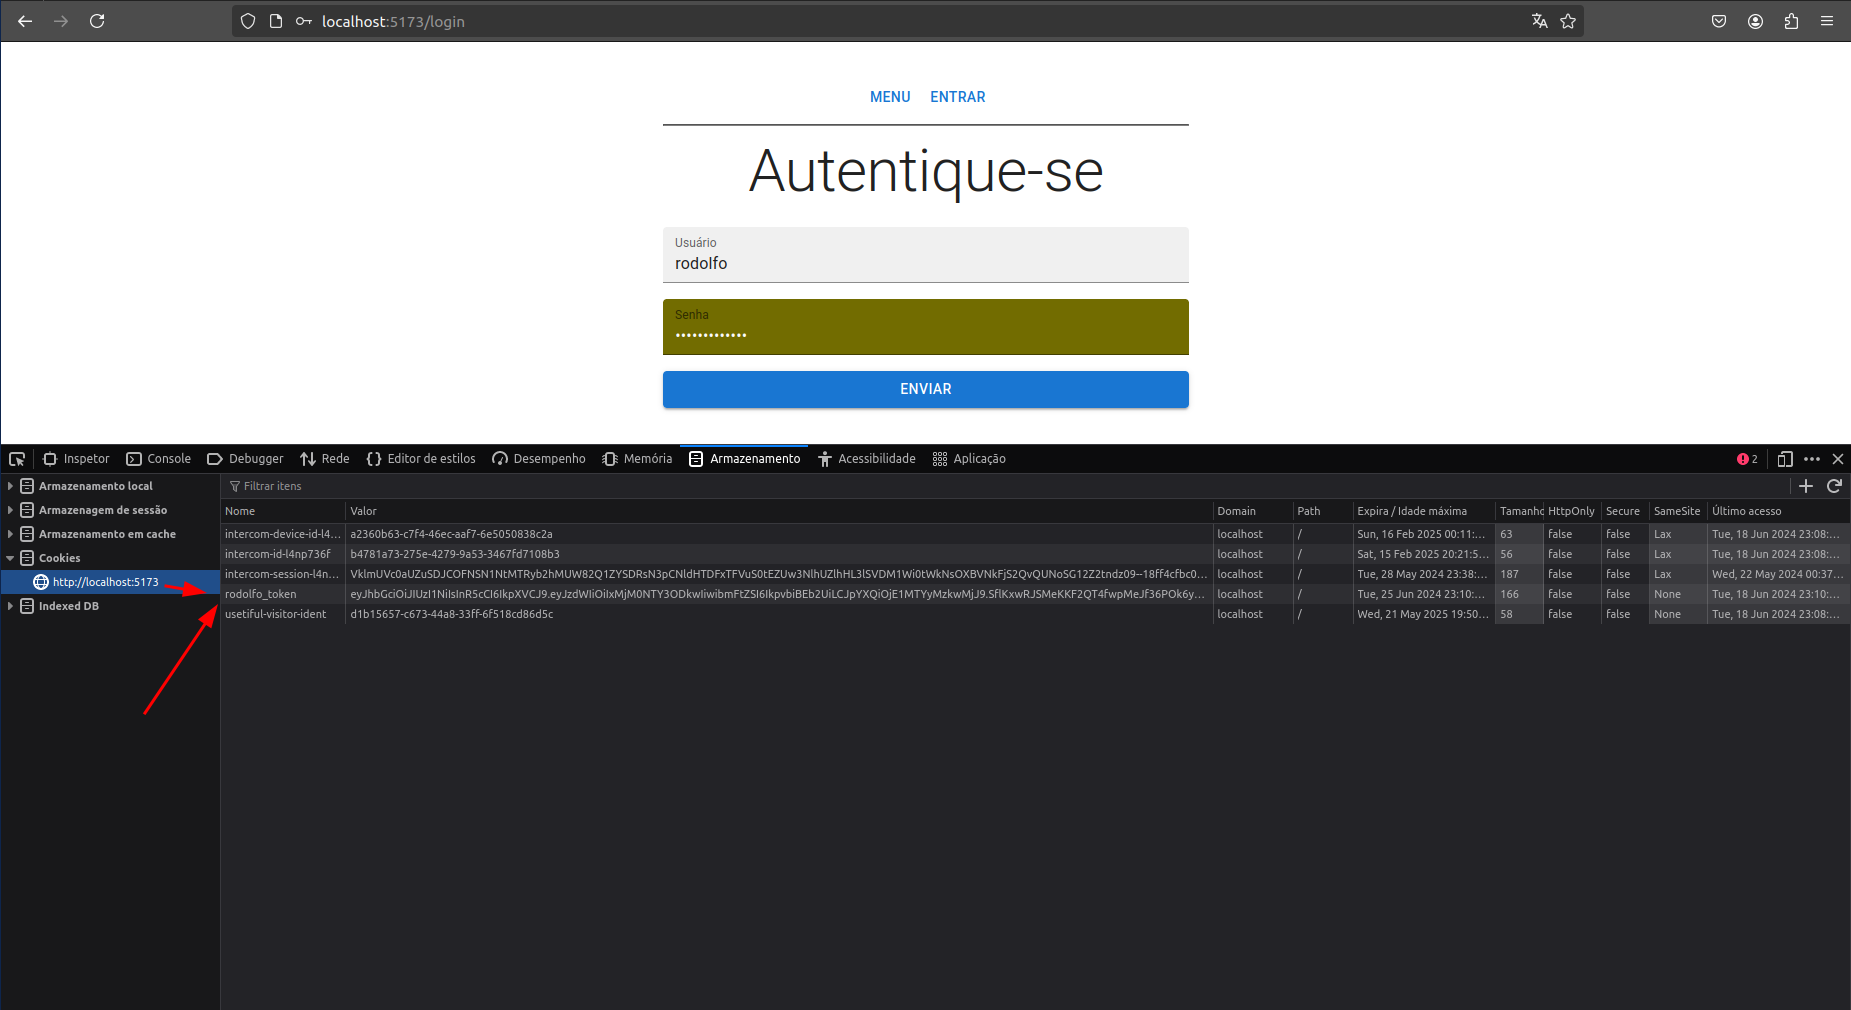 localhost:5173/login
MENU ENTRAR
Autentique-se
Usuário
rodolfo
Senha
•••••••••••••
ENVIAR
Inspetor Console Debugger Rede Editor de estilos Desempenho Memória Armazenamento Acessibilidade Aplicação 2
Armazenamento local
Armazenagem de sessão
Armazenamento em cache
Cookies
http://localhost:5173
Indexed DB
Filtrar itens
Nome Valor Domain Path Expira / Idade máxima Tamanho HttpOnly Secure SameSite Último acesso
intercom-device-id-l4... a2360b63-c7f4-46ec-aaf7-6e5050838c2a localhost / Sun, 16 Feb 2025 00:11:... 63 false false Lax Tue, 18 Jun 2024 23:08:...
intercom-id-l4np736f b4781a73-275e-4279-9a53-3467fd7108b3 localhost / Sat, 15 Feb 2025 20:21:5... 56 false false Lax Tue, 18 Jun 2024 23:08:...
intercom-session-l4n... localhost / Tue, 28 May 2024 23:38:... 187 false false Lax Wed, 22 May 2024 00:37...
rodolfo_token eyJhbGciOiJIUzI1NiIsInR5cCI6IkpXVCJ9.eyJzdWIiOiIxMjM0NTY3ODkwIiwibmFtZSI6IkpvbiBEb2UiLCJpYXQiOjE1MTYyMzkwMjJ9.SflKxwRJSMeKKF2QT4fwpMeJf36POk6y... localhost / Tue, 25 Jun 2024 23:10:... 166 false false None Tue, 18 Jun 2024 23:10:...
usetiful-visitor-ident d1b15657-c673-44a8-33ff-6f518cd86d5c localhost / Wed, 21 May 2025 19:50... 58 false false None Tue, 18 Jun 2024 23:08:...